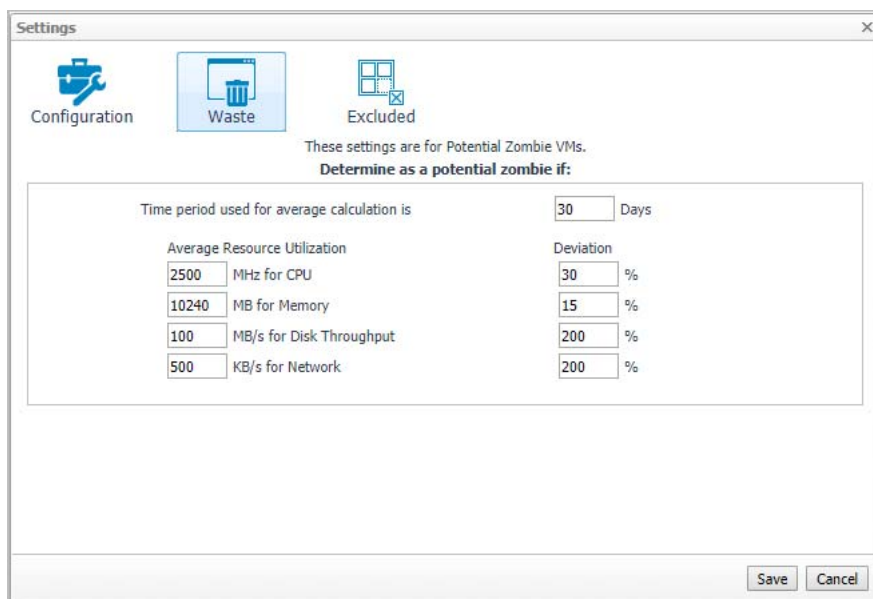 Settings
Configuration Waste Excluded
These settings are for Potential Zombie VMs.
Determine as a potential zombie if:
Time period used for average calculation is 30 Days
Average Resource Utilization Deviation
2500 MHz for CPU 30 %
10240 MB for Memory 15 %
100 MB/s for Disk Throughput 200 %
500 KB/s for Network 200 %
Save Cancel